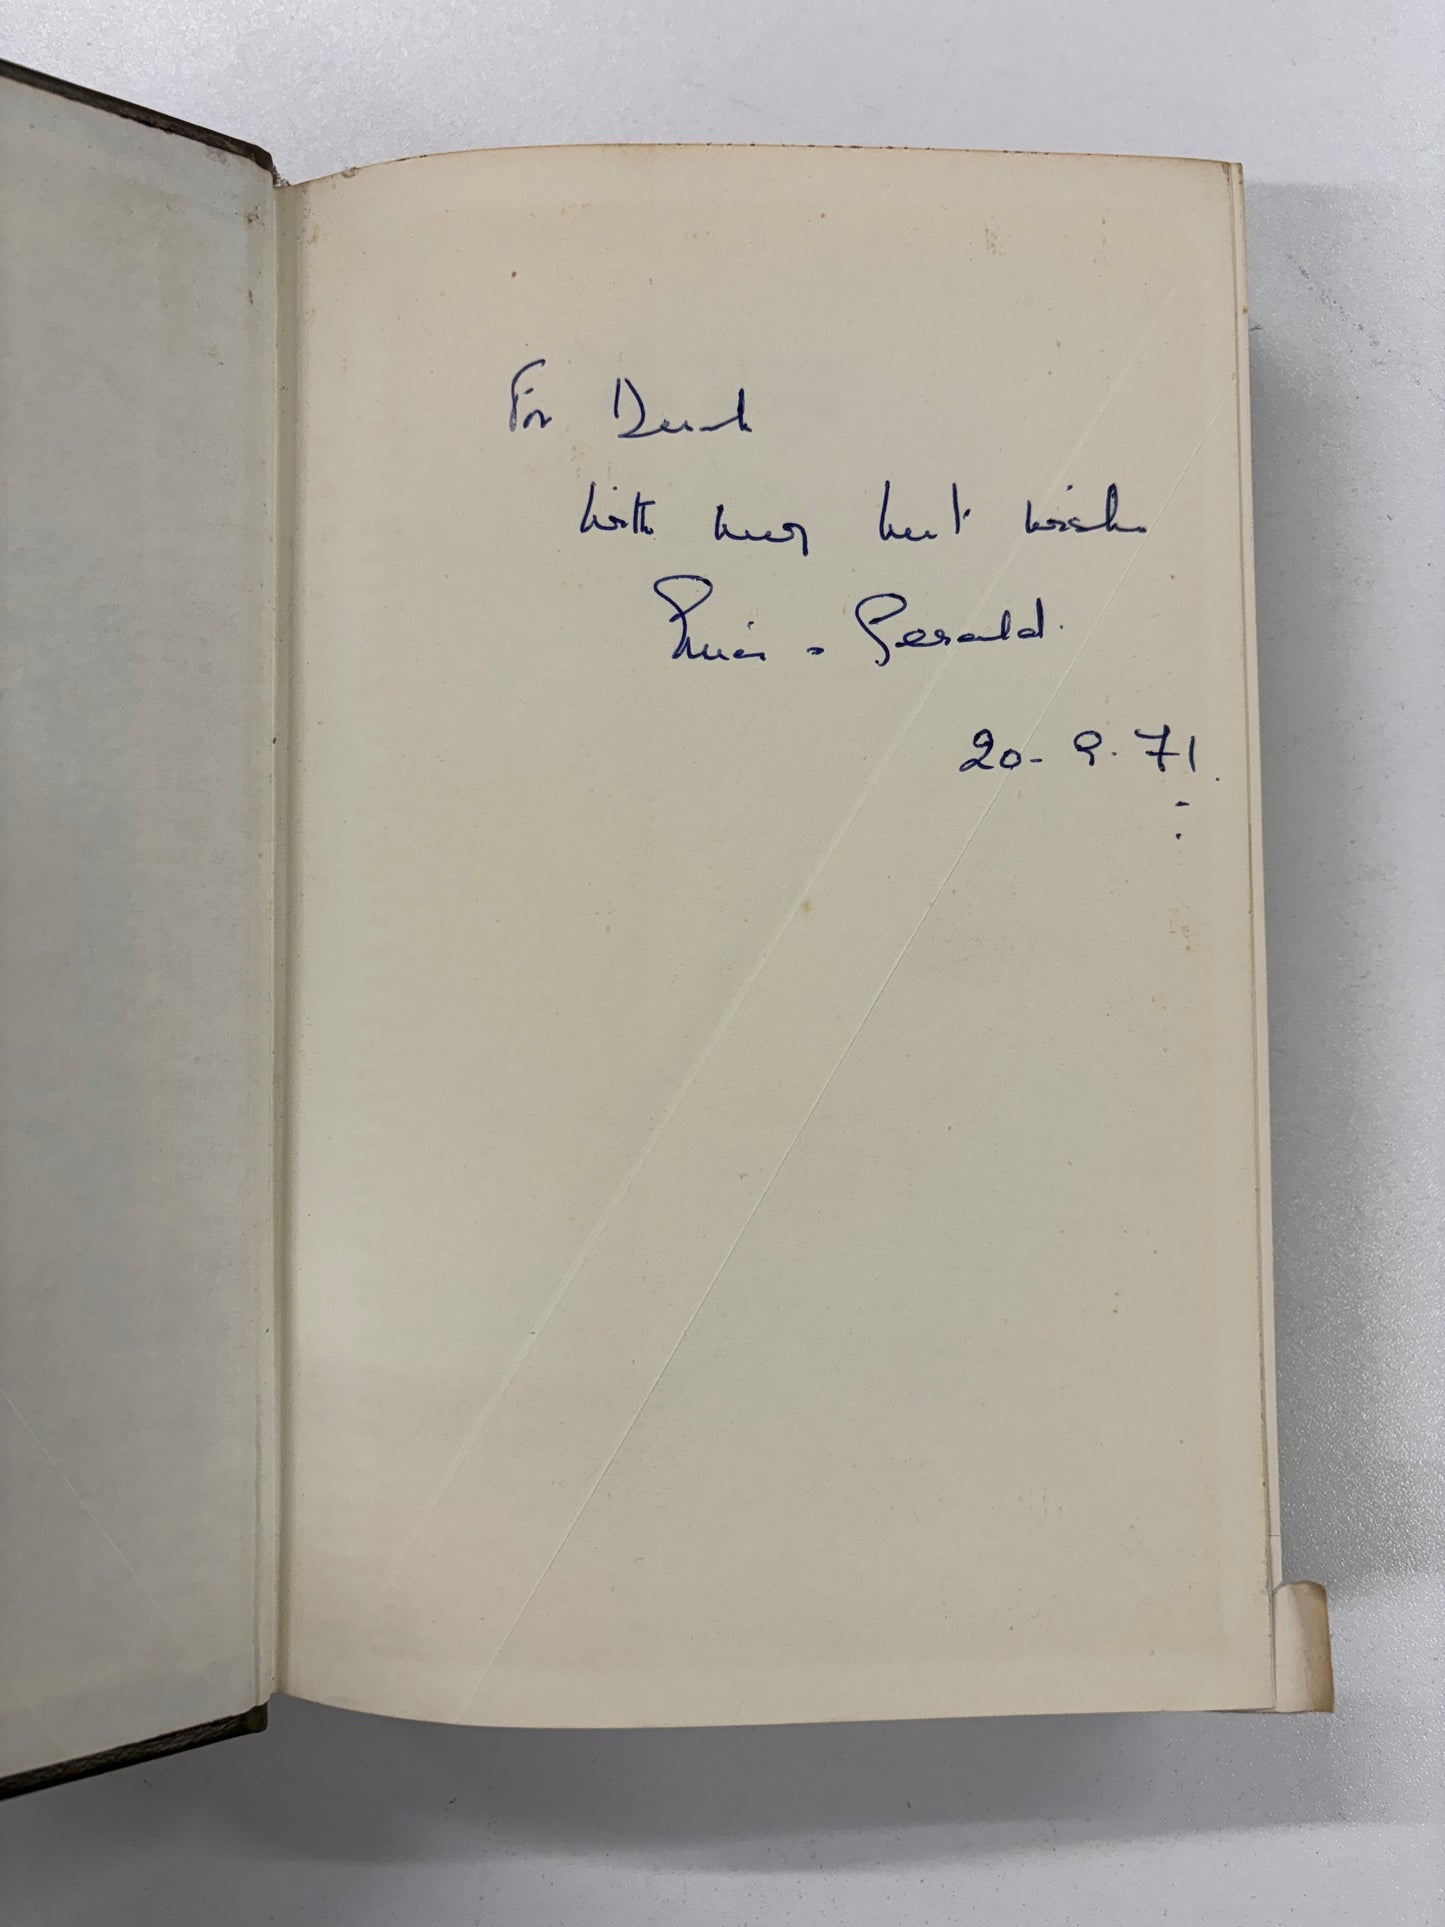 For Derek
with very best wishes
- Gerald.
20-9.71.